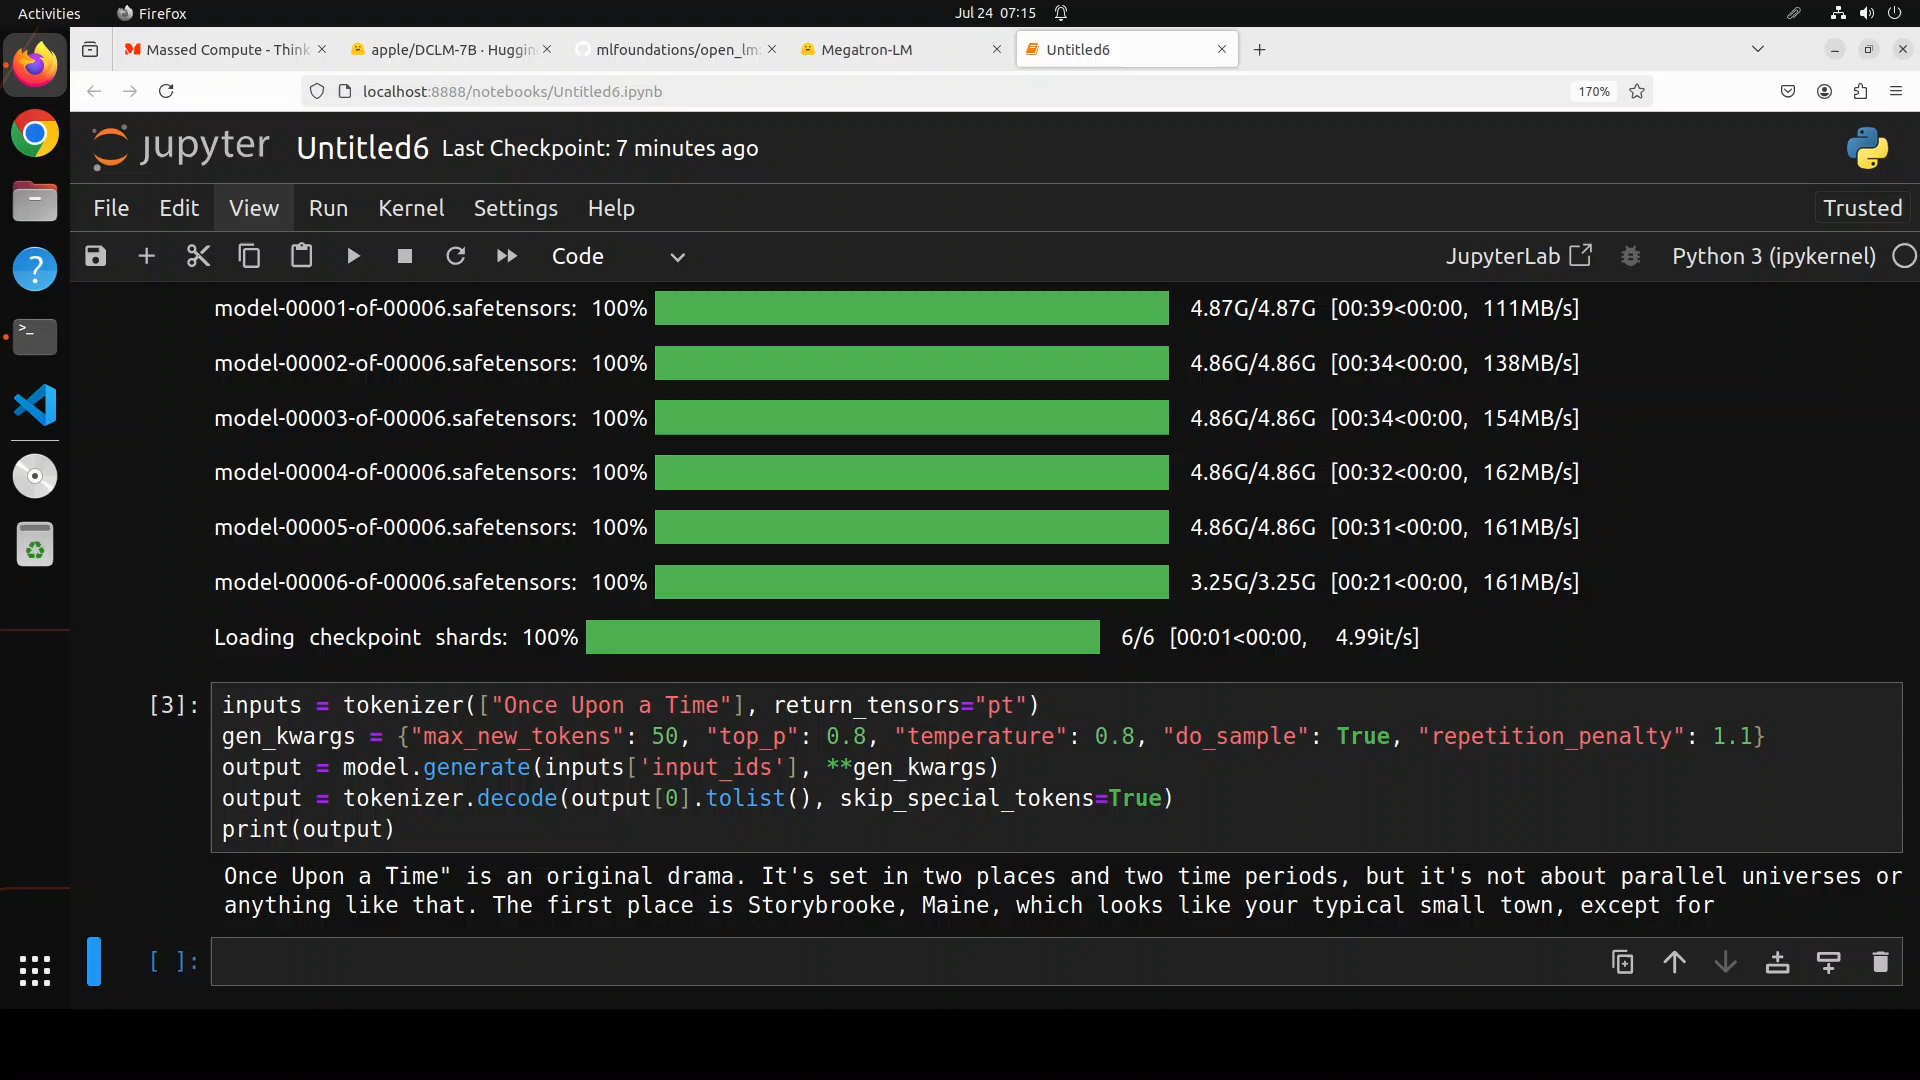 Activities
Firefox
Jul 24 07:15
Massed Compute - Think
apple/DCLM-7B · Huggin
mlfoundations/open_lm:
Megatron-LM
Untitled6
localhost:8888/notebooks/Untitled6.ipynb
170%
jupyter
Untitled6
Last Checkpoint: 7 minutes ago
File
Edit
View
Run
Kernel
Settings
Help
Trusted
Code
JupyterLab
Python 3 (ipykernel)
model-00001-of-00006.safetensors: 100% 4.87G/4.87G [00:39<00:00, 111MB/s]
model-00002-of-00006.safetensors: 100% 4.86G/4.86G [00:34<00:00, 138MB/s]
model-00003-of-00006.safetensors: 100% 4.86G/4.86G [00:34<00:00, 154MB/s]
model-00004-of-00006.safetensors: 100% 4.86G/4.86G [00:32<00:00, 162MB/s]
model-00005-of-00006.safetensors: 100% 4.86G/4.86G [00:31<00:00, 161MB/s]
model-00006-of-00006.safetensors: 100% 3.25G/3.25G [00:21<00:00, 161MB/s]
Loading checkpoint shards: 100% 6/6 [00:01<00:00, 4.99it/s]
[3]: inputs = tokenizer(["Once Upon a Time"], return_tensors="pt")
gen_kwargs = {"max_new_tokens": 50, "top_p": 0.8, "temperature": 0.8, "do_sample": True, "repetition_penalty": 1.1}
output = model.generate(inputs['input_ids'], **gen_kwargs)
output = tokenizer.decode(output[0].tolist(), skip_special_tokens=True)
print(output)
Once Upon a Time" is an original drama. It's set in two places and two time periods, but it's not about parallel universes or
anything like that. The first place is Storybrooke, Maine, which looks like your typical small town, except for
[ ]: